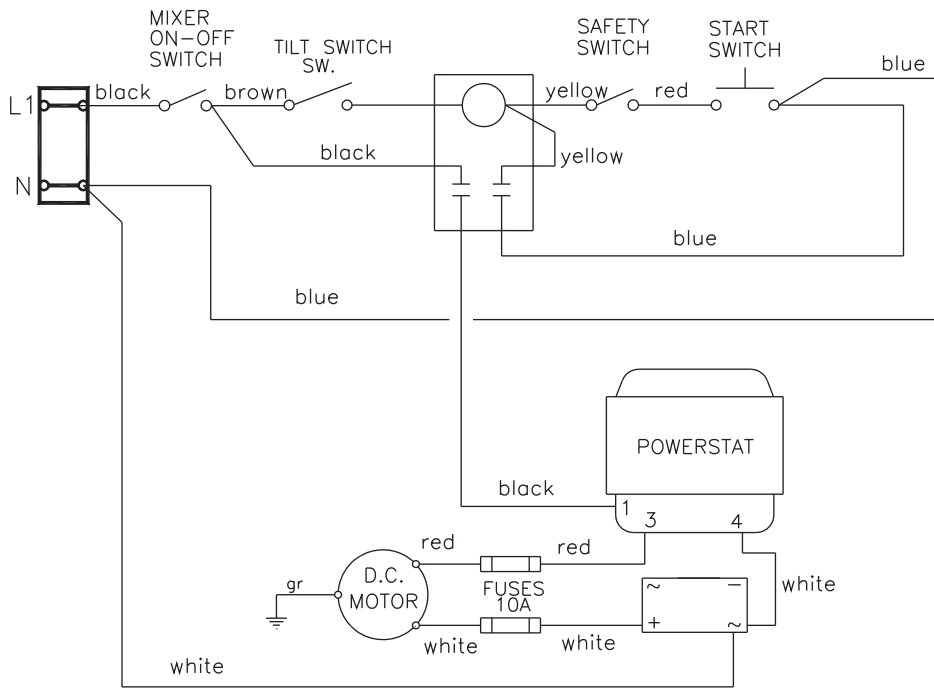 MIXER
ON-OFF
SWITCH
TILT SWITCH
SW.
SAFETY
SWITCH
START
SWITCH
blue
L1
black
brown
yellow
red
black
yellow
N
blue
blue
POWERSTAT
black
1
3
4
red
red
D.C.
MOTOR
gr
FUSES
10A
~
-
+
~
white
white
white
white